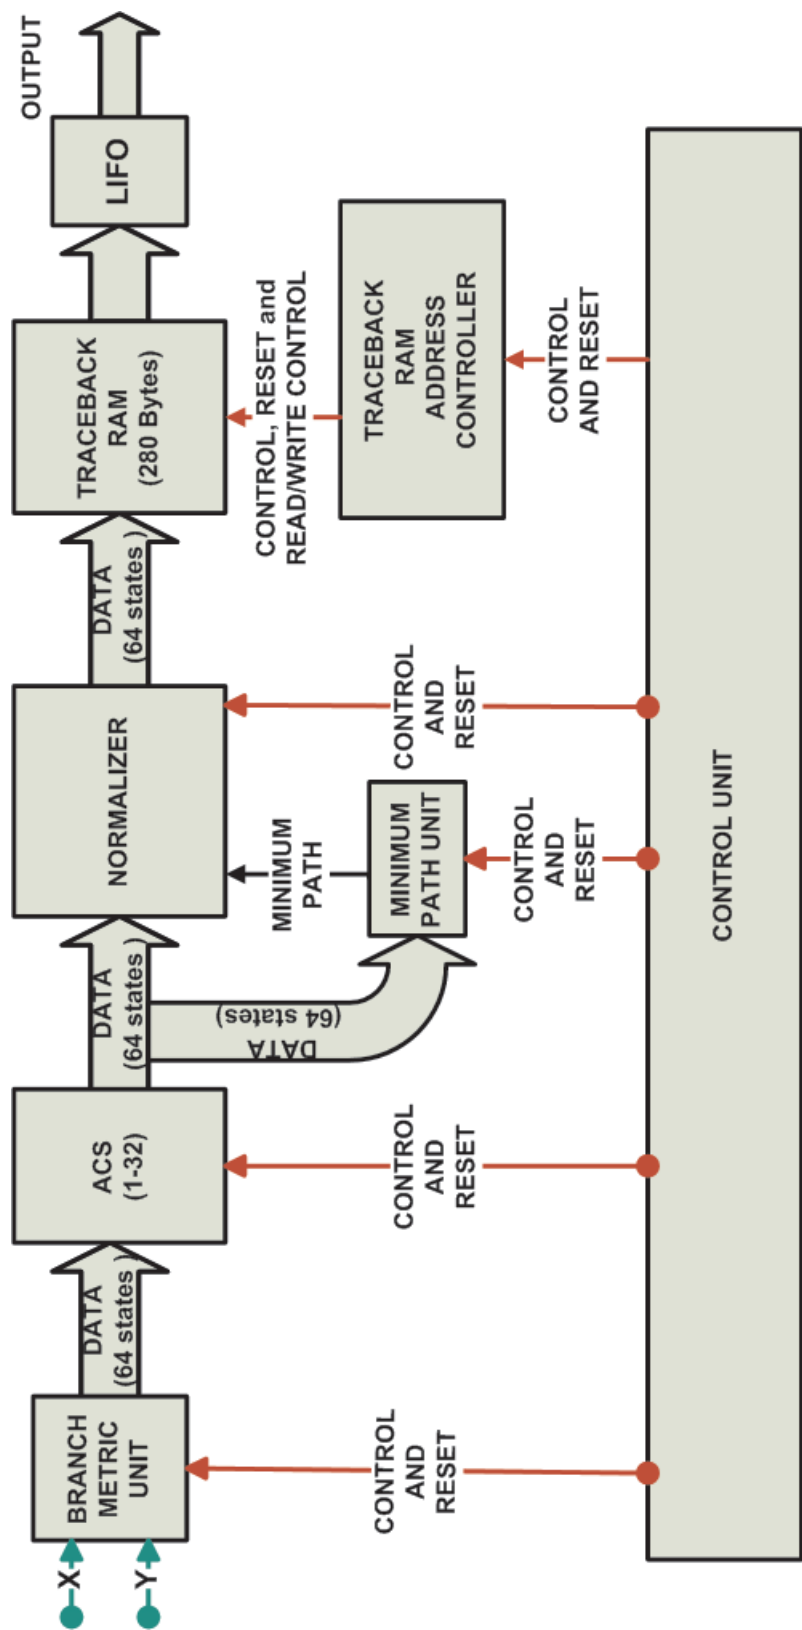 X
Y
BRANCH
METRIC
UNIT
DATA
(64 states )
ACS
(1-32)
DATA
(64 states )
DATA
(64 states)
NORMALIZER
MINIMUM
PATH
MINIMUM
PATH UNIT
DATA
(64 states )
TRACEBACK
RAM
(280 Bytes)
LIFO
OUTPUT
CONTROL, RESET and
READ/WRITE CONTROL
TRACEBACK
RAM
ADDRESS
CONTROLLER
CONTROL
AND
RESET
CONTROL
AND
RESET
CONTROL
AND
RESET
CONTROL
AND
RESET
CONTROL
AND RESET
CONTROL UNIT